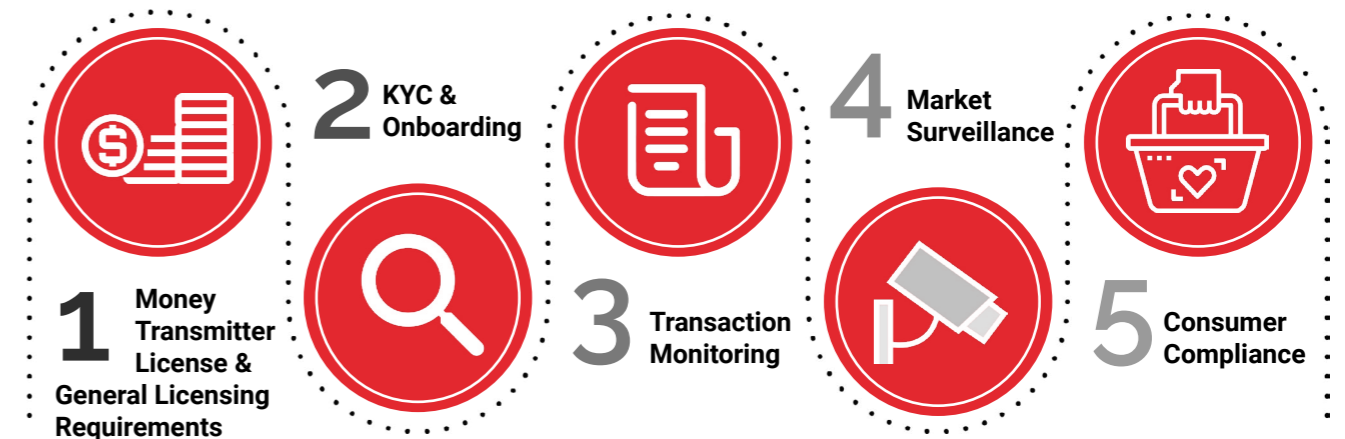 1
Money
Transmitter
License &
General Licensing
Requirements
2
KYC &
Onboarding
3
Transaction
Monitoring
4
Market
Surveillance
5
Consumer
Compliance
$